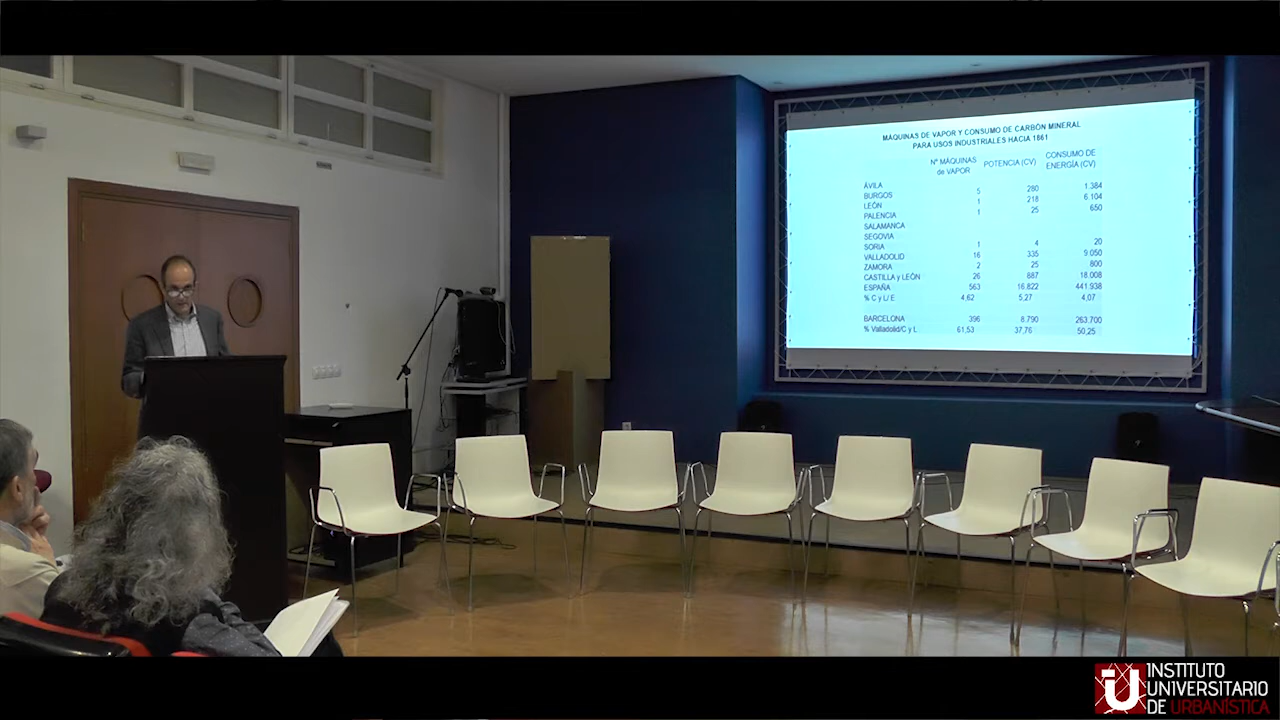 MÁQUINAS DE VAPOR Y CONSUMO DE CARBÓN MINERAL
PARA USOS INDUSTRIALES HACIA 1861
Nº MÁQUINAS de VAPOR POTENCIA (CV) CONSUMO DE ENERGÍA (CV)
ÁVILA 5 280 1.384
BURGOS 1 218 6.104
LEÓN 1 25 650
PALENCIA
SALAMANCA
SEGOVIA
SORIA 1 4 20
VALLADOLID 16 335 9.050
ZAMORA 2 25 800
CASTILLA y LEÓN 26 887 18.008
ESPAÑA 563 16.822 441.938
% C y L/ E 4,62 5,27 4,07
BARCELONA 396 8.790 263.700
% Valladolid/C y L 61,53 37,76 50,25
iU
INSTITUTO
UNIVERSITARIO
DE URBANÍSTICA